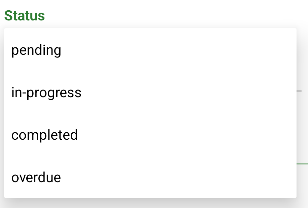 Status
pending
in-progress
completed
overdue